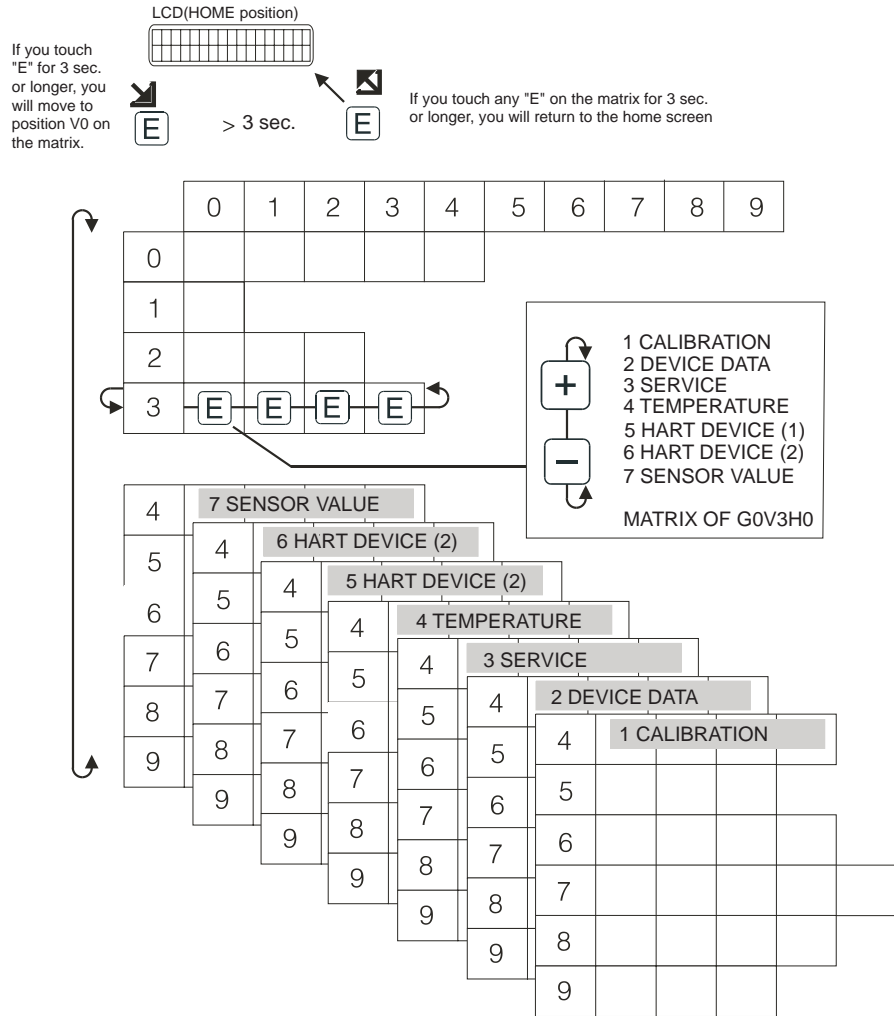 LCD(HOME position)
If you touch
"E" for 3 sec.
or longer, you
will move to
position V0 on
the matrix.
E
> 3 sec.
E
If you touch any "E" on the matrix for 3 sec.
or longer, you will return to the home screen
0 1 2 3 4 5 6 7 8 9
0
1
2
3 E E E E
+
−
1 CALIBRATION
2 DEVICE DATA
3 SERVICE
4 TEMPERATURE
5 HART DEVICE (1)
6 HART DEVICE (2)
7 SENSOR VALUE
MATRIX OF G0V3H0
7 SENSOR VALUE
4
5
6
7
8
9
6 HART DEVICE (2)
4
5
6
7
8
9
5 HART DEVICE (2)
4
5
6
7
8
9
4 TEMPERATURE
4
5
6
7
8
9
3 SERVICE
4
5
6
7
8
9
2 DEVICE DATA
4
5
6
7
8
9
1 CALIBRATION
4
5
6
7
8
9